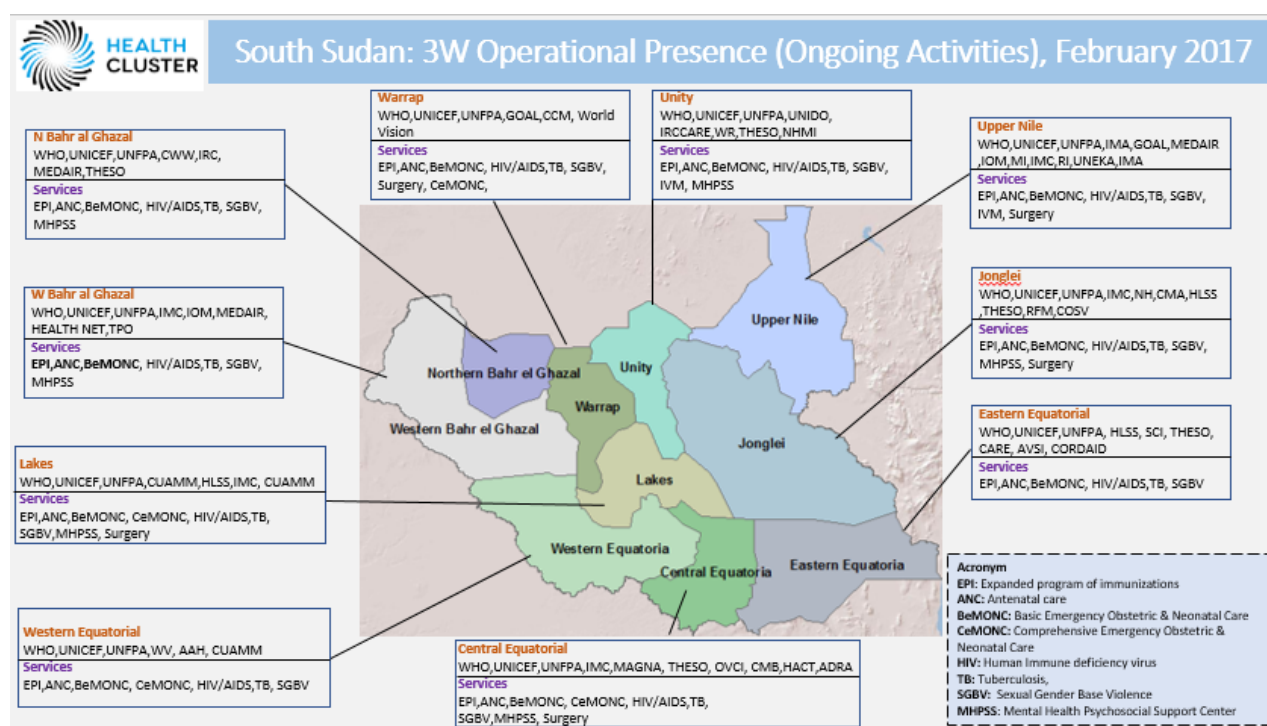 HEALTH
CLUSTER
South Sudan: 3W Operational Presence (Ongoing Activities), February 2017
Warrap
WHO,UNICEF,UNFPA,GOAL,CCM, World
Vision
Services
EPI,ANC,BeMONC, HIV/AIDS,TB, SGBV,
Surgery, CeMONC,
Unity
WHO,UNICEF,UNFPA,UNIDO,
IRCCARE,WR,THESO,NHMI
Services
EPI,ANC,BeMONC, HIV/AIDS,TB, SGBV,
IVM, MHPSS
Upper Nile
WHO,UNICEF,UNFPA,IMA,GOAL,MEDAIR
,IOM,MI,IMC,RI,UNEKA,IMA
Services
EPI,ANC,BeMONC, HIV/AIDS,TB, SGBV,
IVM, Surgery
N Bahr al Ghazal
WHO,UNICEF,UNFPA,CWW,IRC,
MEDAIR,THESO
Services
EPI,ANC,BeMONC, HIV/AIDS,TB, SGBV,
MHPSS
W Bahr al Ghazal
WHO,UNICEF,UNFPA,IMC,IOM,MEDAIR,
HEALTH NET,TPO
Services
EPI,ANC,BeMONC, HIV/AIDS,TB, SGBV,
MHPSS
Jonglei
WHO,UNICEF,UNFPA,IMC,NH,CMA,HLSS
,THESO,RFM,COSV
Services
EPI,ANC,BeMONC, HIV/AIDS,TB, SGBV,
MHPSS, Surgery
Upper Nile
Unity
Northern Bahr el Ghazal
Warrap
Western Bahr el Ghazal
Jonglei
Lakes
Western Equatoria
Central Equatoria
Eastern Equatoria
Eastern Equatorial
WHO,UNICEF,UNFPA, HLSS, SCI, THESO,
CARE, AVSI, CORDAID
Services
EPI,ANC,BeMONC, HIV/AIDS,TB, SGBV
Lakes
WHO,UNICEF,UNFPA,CUAMM,HLSS,IMC, CUAMM
Services
EPI,ANC,BeMONC, CeMONC, HIV/AIDS,TB,
SGBV,MHPSS, Surgery
Western Equatorial
WHO,UNICEF,UNFPA,WV, AAH, CUAMM
Services
EPI,ANC,BeMONC, CeMONC, HIV/AIDS,TB, SGBV
Central Equatorial
WHO,UNICEF,UNFPA,IMC,MAGNA, THESO, OVCI, CMB,HACT,ADRA
Services
EPI,ANC,BeMONC, CeMONC, HIV/AIDS,TB,
SGBV,MHPSS, Surgery
Acronym
EPI: Expanded program of immunizations
ANC: Antenatal care
BeMONC: Basic Emergency Obstetric & Neonatal Care
CeMONC: Comprehensive Emergency Obstetric &
Neonatal Care
HIV: Human Immune deficiency virus
TB: Tuberculosis,
SGBV: Sexual Gender Base Violence
MHPSS: Mental Health Psychosocial Support Center